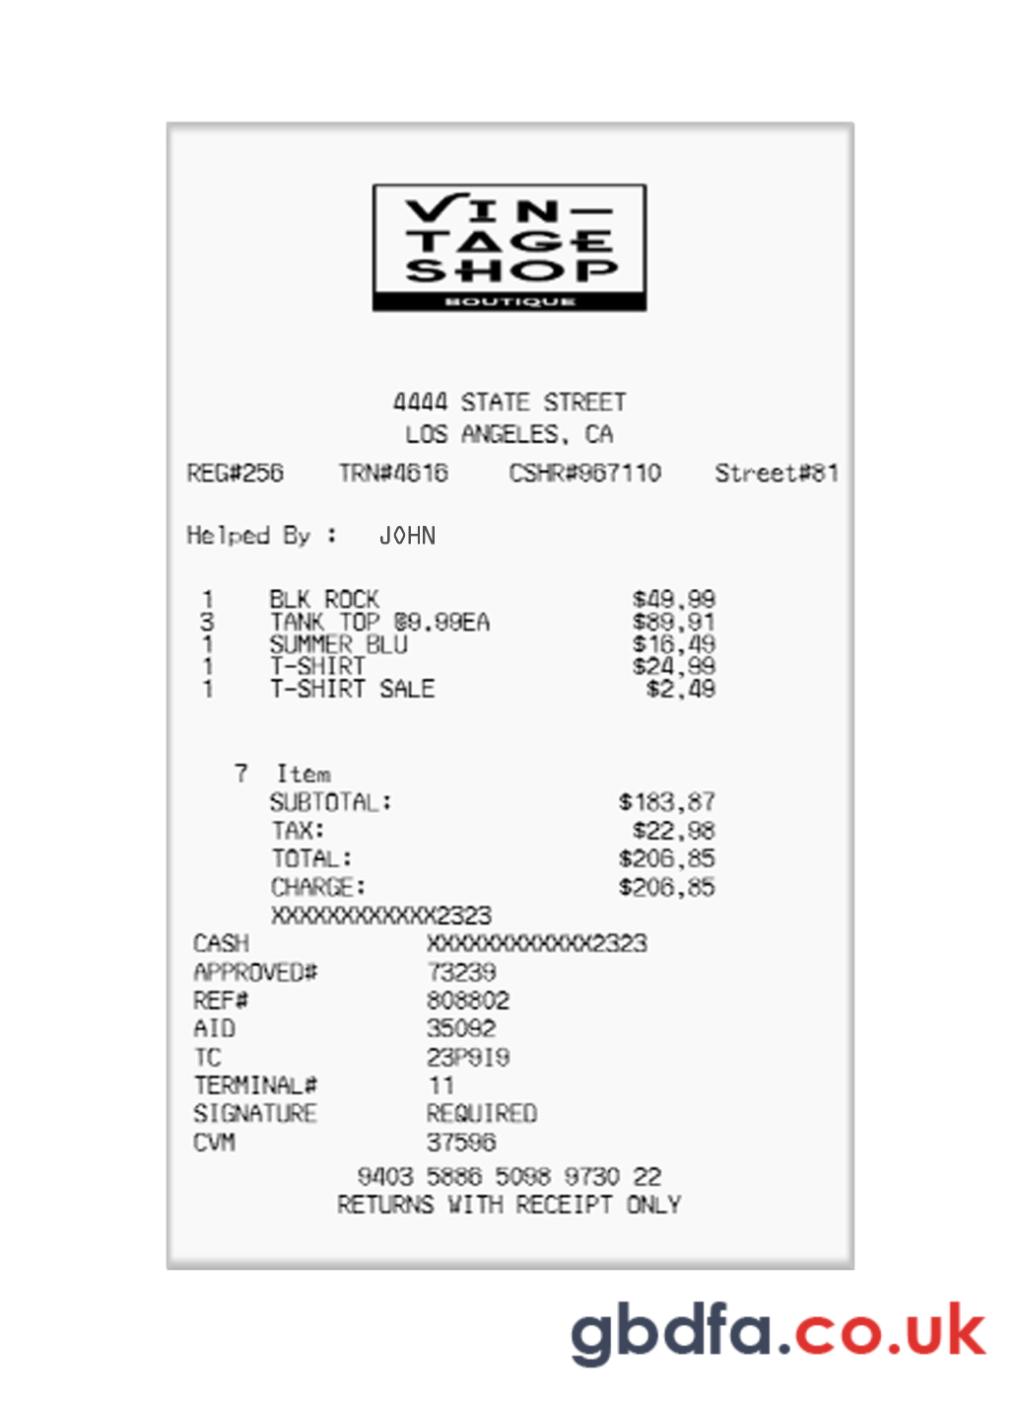 VIN-
TAGE
SHOP
BOUTIQUE
4444 STATE STREET
LOS ANGELES, CA
REG#256 TRN#4616 CSHR#967110 Street#81
Helped By : JOHN
1 BLK ROCK $49,99
3 TANK TOP @9.99EA $89,91
1 SUMMER BLU $16,49
1 T-SHIRT $24,99
1 T-SHIRT SALE $2,49
7 Item
SUBTOTAL: $183,87
TAX: $22,98
TOTAL: $206,85
CHARGE: $206,85
XXXXXXXXXXXX2323
CASH XXXXXXXXXXXX2323
APPROVED# 73239
REF# 808802
AID 35092
TC 23P9I9
TERMINAL# 11
SIGNATURE REQUIRED
CVM 37596
9403 5886 5098 9730 22
RETURNS WITH RECEIPT ONLY
gbdfa.co.uk